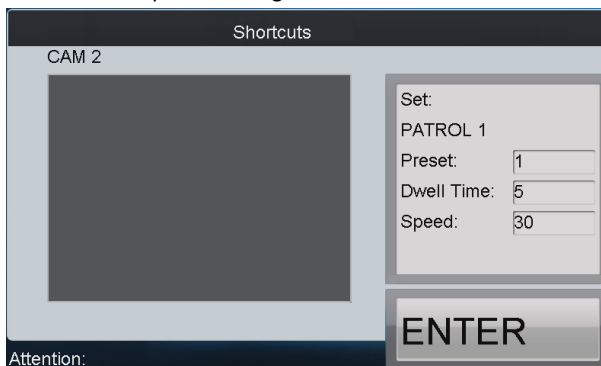 Shortcuts
CAM 2
Set:
PATROL 1
Preset: 1
Dwell Time: 5
Speed: 30
ENTER
Attention: